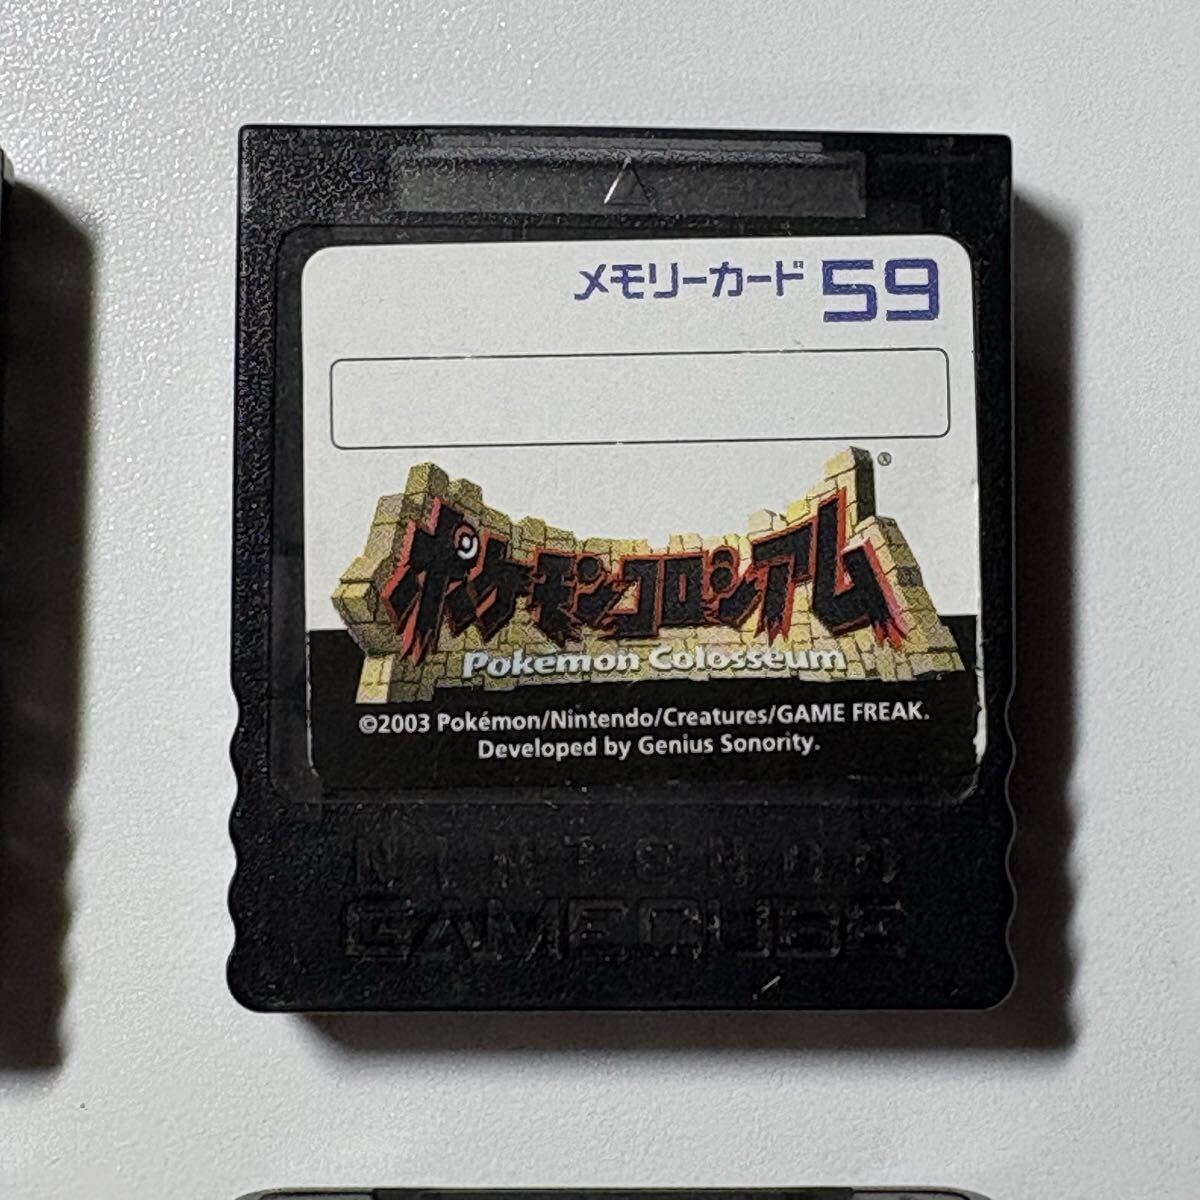 メモリーカード 59
ポケモンコロシアム®
Pokémon Colosseum
©2003 Pokémon/Nintendo/Creatures/GAME FREAK.
Developed by Genius Sonority.
NINTENDO
GAMECUBE